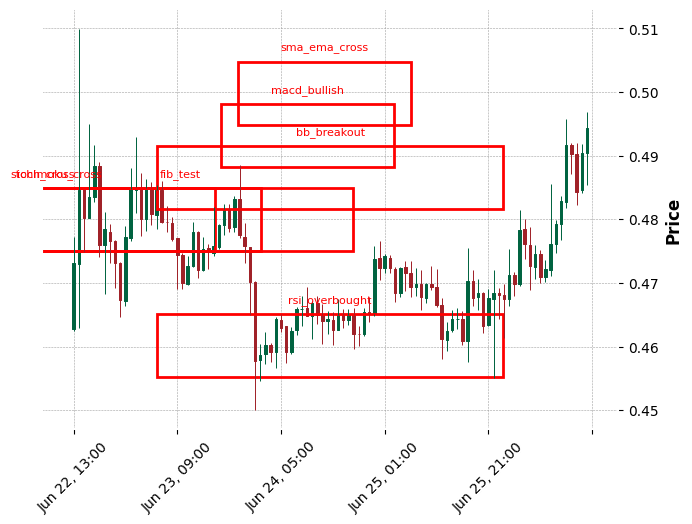 0.51
sma_ema_cross
0.50
macd_bullish
bb_breakout
0.49
fib_test
0.48
Price
0.47
rsi_overbought
0.46
0.45
Jun 22, 13:00
Jun 23, 09:00
Jun 24, 05:00
Jun 25, 01:00
Jun 25, 21:00